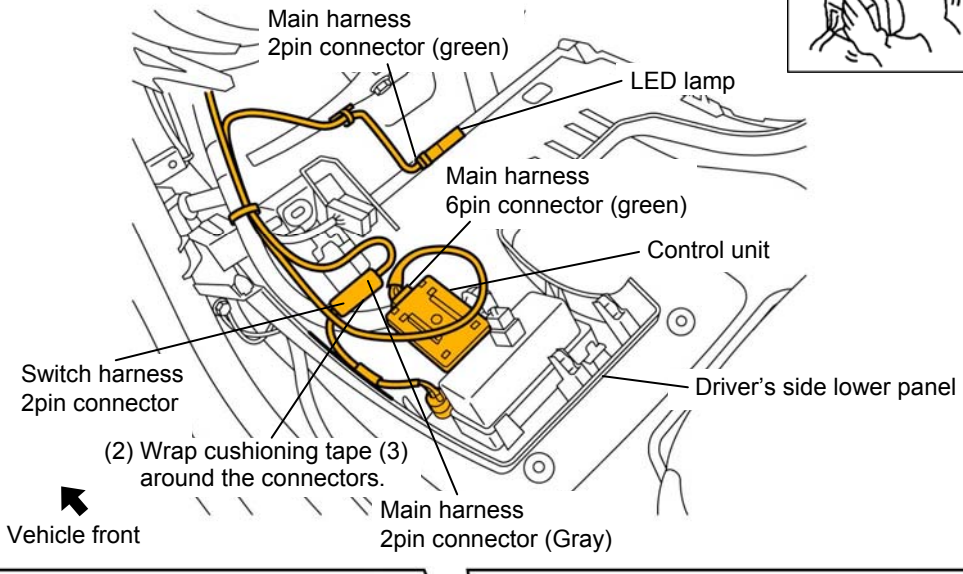 Main harness
2pin connector (green)
LED lamp
Main harness
6pin connector (green)
Control unit
Switch harness
2pin connector
Driver's side lower panel
(2) Wrap cushioning tape (3)
around the connectors.
Vehicle front
Main harness
2pin connector (Gray)